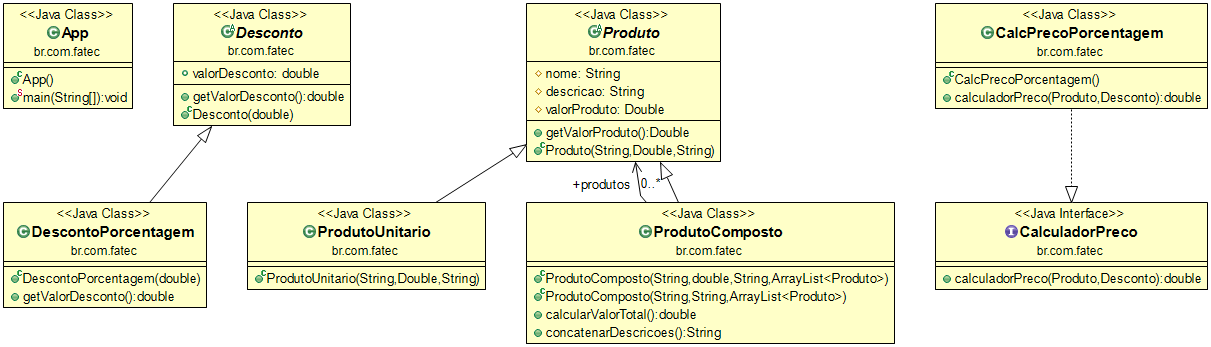 <<Java Class>>
App
br.com.fatec
App()
main(String[]):void
<<Java Class>>
Desconto
br.com.fatec
valorDesconto: double
getValorDesconto():double
Desconto(double)
<<Java Class>>
Produto
br.com.fatec
nome: String
descricao: String
valorProduto: Double
getValorProduto():Double
Produto(String,Double,String)
<<Java Class>>
CalcPrecoPorcentagem
br.com.fatec
CalcPrecoPorcentagem()
calculadorPreco(Produto,Desconto):double
+produtos 0..*
<<Java Class>>
DescontoPorcentagem
br.com.fatec
DescontoPorcentagem(double)
getValorDesconto():double
<<Java Class>>
ProdutoUnitario
br.com.fatec
ProdutoUnitario(String,Double,String)
<<Java Class>>
ProdutoComposto
br.com.fatec
ProdutoComposto(String,double,String,ArrayList<Produto>)
ProdutoComposto(String,String,ArrayList<Produto>)
calcularValorTotal():double
concatenarDescricoes():String
<<Java Interface>>
CalculadorPreco
br.com.fatec
calculadorPreco(Produto,Desconto):double